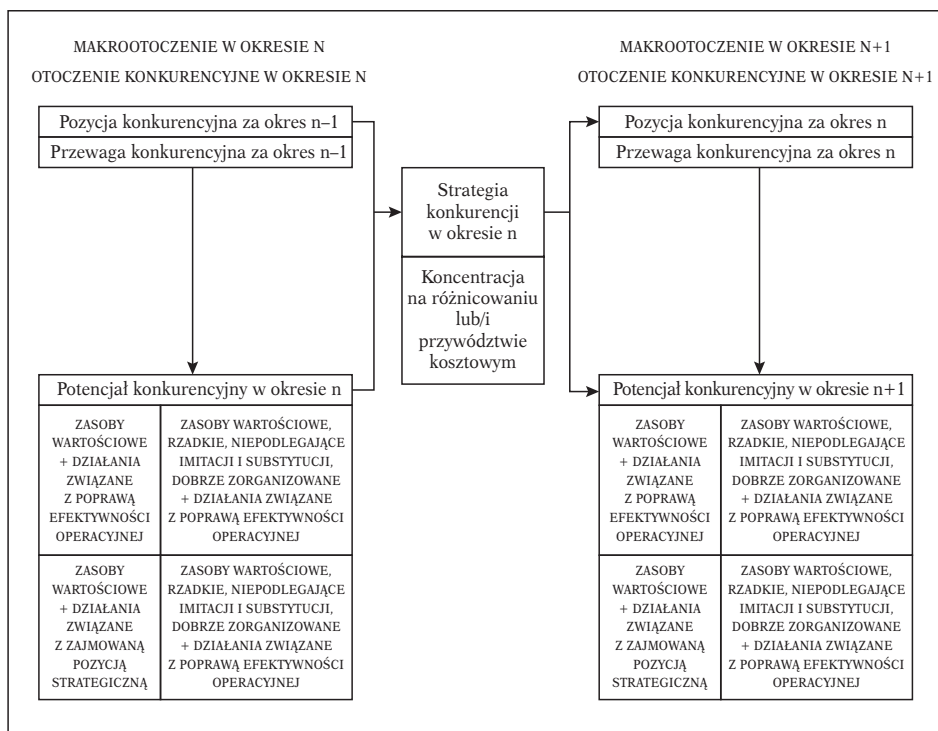 MAKROOTOCZENIE W OKRESIE N
OTOCZENIE KONKURENCYJNE W OKRESIE N
Pozycja konkurencyjna za okres n–1
Przewaga konkurencyjna za okres n–1
Potencjał konkurencyjny w okresie n
ZASOBY
WARTOŚCIOWE
+ DZIAŁANIA
ZWIĄZANE
Z POPRAWĄ
EFEKTYWNOŚCI
OPERACYJNEJ
ZASOBY WARTOŚCIOWE,
RZADKIE, NIEPODLEGAJĄCE
IMITACJI I SUBSTYTUCJI,
DOBRZE ZORGANIZOWANE
+ DZIAŁANIA ZWIĄZANE
Z POPRAWĄ EFEKTYWNOŚCI
OPERACYJNEJ
ZASOBY
WARTOŚCIOWE
+ DZIAŁANIA
ZWIĄZANE
Z ZAJMOWANĄ
POZYCJĄ
STRATEGICZNĄ
ZASOBY WARTOŚCIOWE,
RZADKIE, NIEPODLEGAJĄCE
IMITACJI I SUBSTYTUCJI,
DOBRZE ZORGANIZOWANE
+ DZIAŁANIA ZWIĄZANE
Z POPRAWĄ EFEKTYWNOŚCI
OPERACYJNEJ
Strategia
konkurencji
w okresie n
Koncentracja
na różnicowaniu
lub/i
przywództwie
kosztowym
MAKROOTOCZENIE W OKRESIE N+1
OTOCZENIE KONKURENCYJNE W OKRESIE N+1
Pozycja konkurencyjna za okres n
Przewaga konkurencyjna za okres n
Potencjał konkurencyjny w okresie n+1
ZASOBY
WARTOŚCIOWE
+ DZIAŁANIA
ZWIĄZANE
Z POPRAWĄ
EFEKTYWNOŚCI
OPERACYJNEJ
ZASOBY WARTOŚCIOWE,
RZADKIE, NIEPODLEGAJĄCE
IMITACJI I SUBSTYTUCJI,
DOBRZE ZORGANIZOWANE
+ DZIAŁANIA ZWIĄZANE
Z POPRAWĄ EFEKTYWNOŚCI
OPERACYJNEJ
ZASOBY
WARTOŚCIOWE
+ DZIAŁANIA
ZWIĄZANE
Z ZAJMOWANĄ
POZYCJĄ
STRATEGICZNĄ
ZASOBY WARTOŚCIOWE,
RZADKIE, NIEPODLEGAJĄCE
IMITACJI I SUBSTYTUCJI,
DOBRZE ZORGANIZOWANE
+ DZIAŁANIA ZWIĄZANE
Z POPRAWĄ EFEKTYWNOŚCI
OPERACYJNEJ